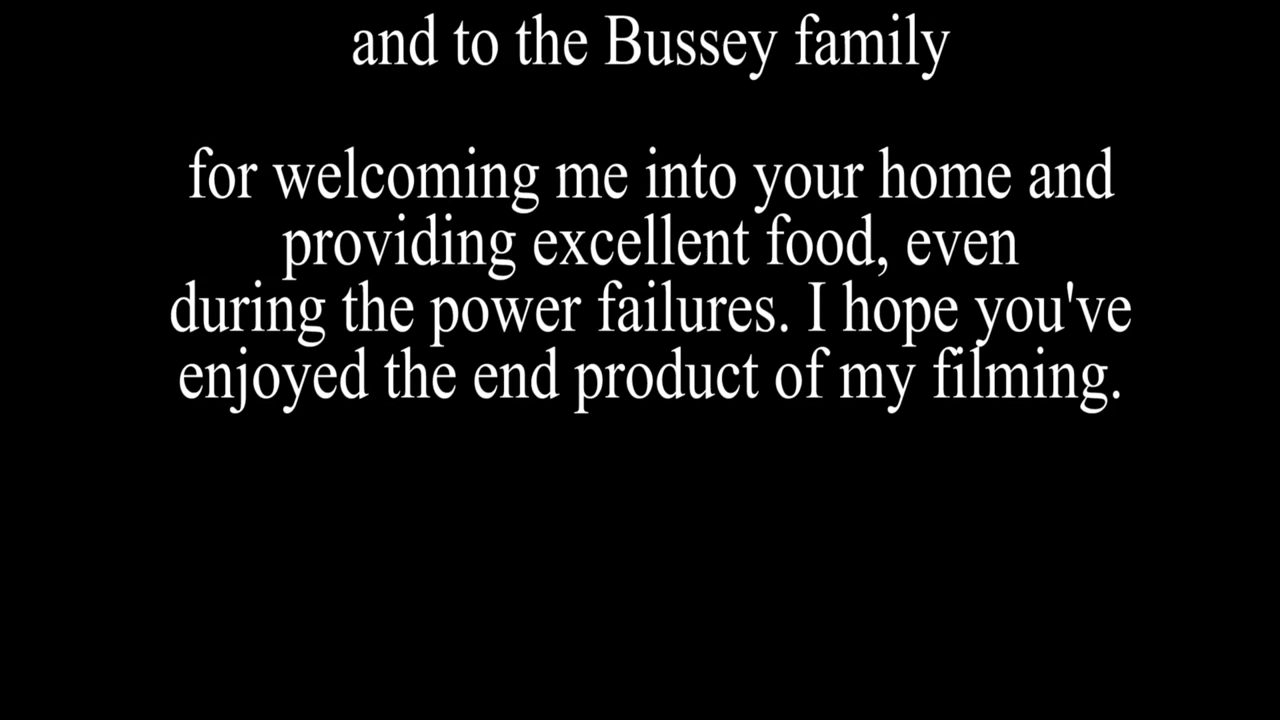 and to the Bussey family
for welcoming me into your home and
providing excellent food, even
during the power failures. I hope you've
enjoyed the end product of my filming.